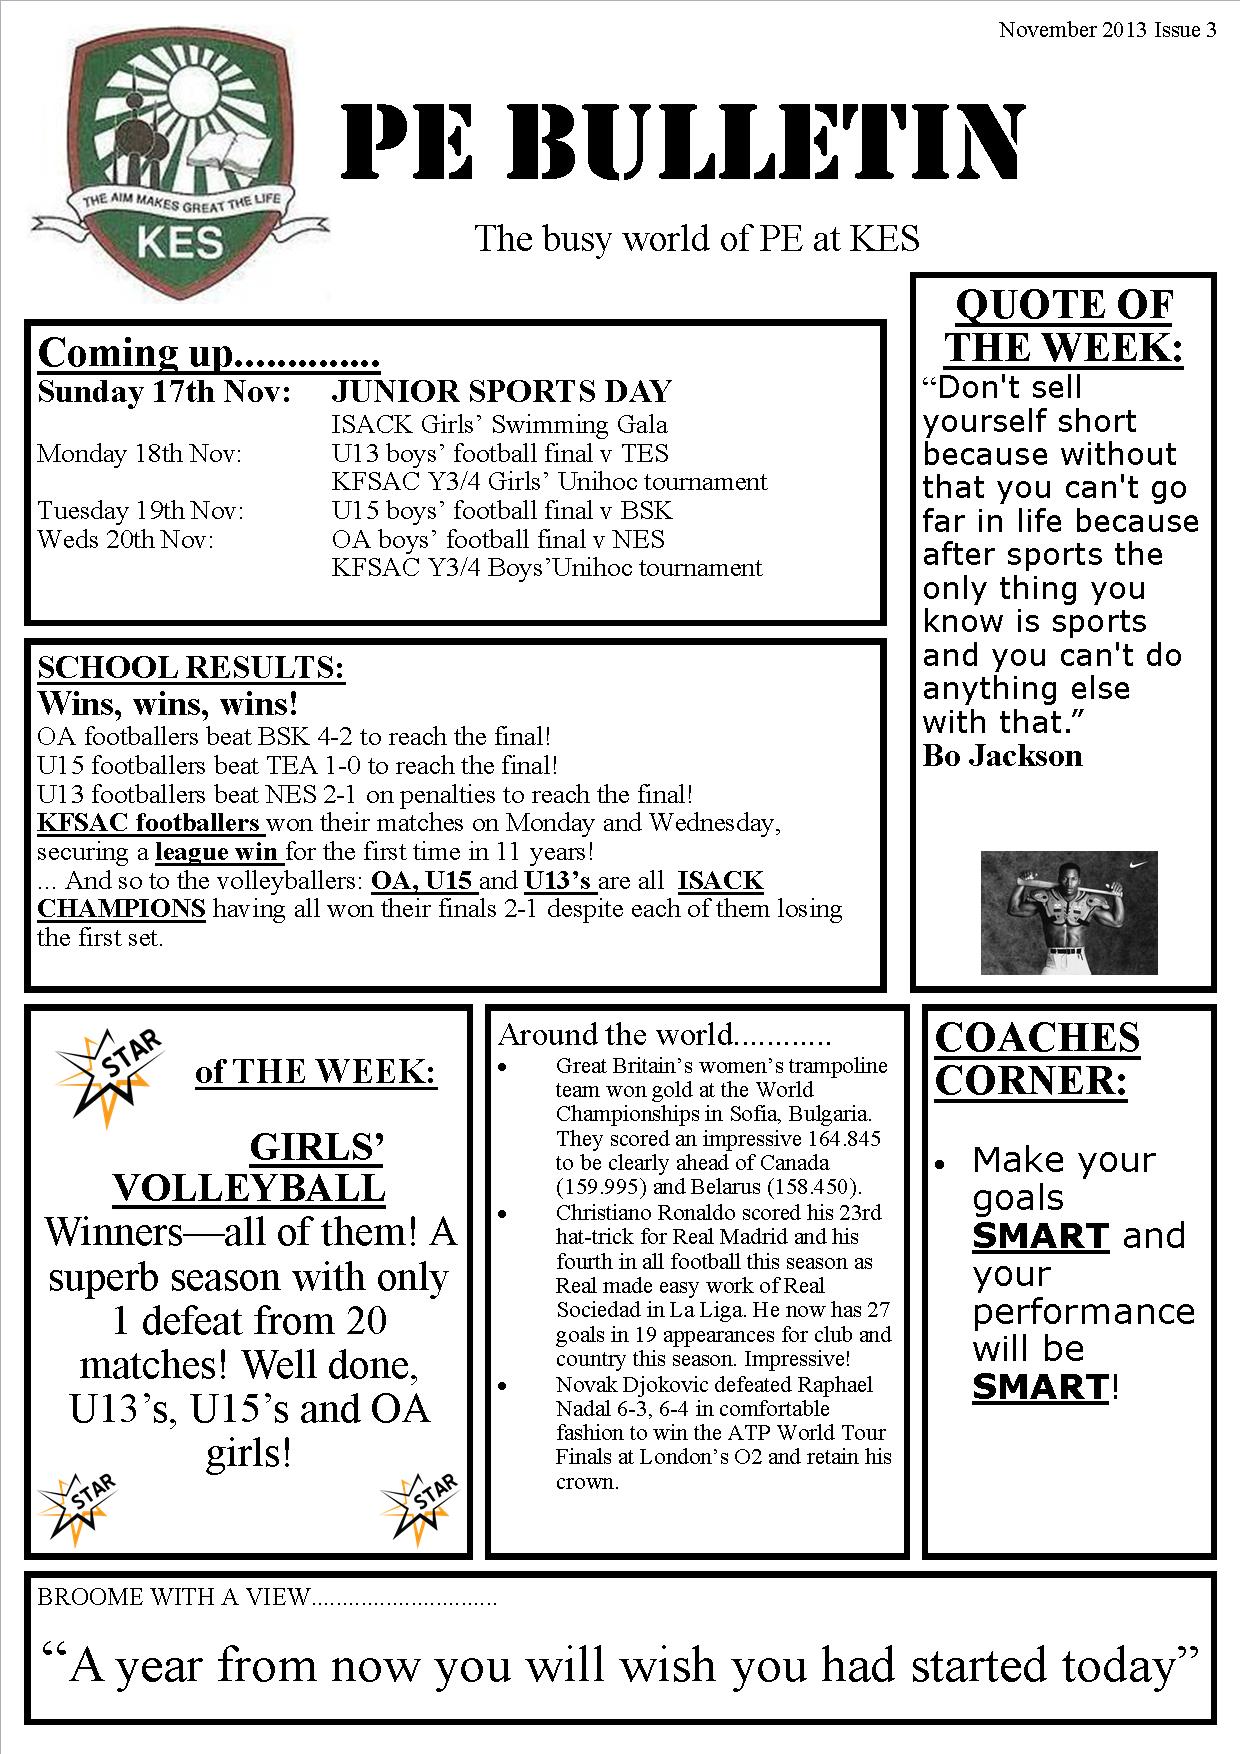 November 2013 Issue 3
THE AIM MAKES GREAT THE LIFE
KES
PE BULLETIN
The busy world of PE at KES
Coming up..............
Sunday 17th Nov: JUNIOR SPORTS DAY
ISACK Girls’ Swimming Gala
Monday 18th Nov: U13 boys’ football final v TES
KFSAC Y3/4 Girls’ Unihoc tournament
Tuesday 19th Nov: U15 boys’ football final v BSK
Weds 20th Nov: OA boys’ football final v NES
KFSAC Y3/4 Boys’Unihoc tournament
QUOTE OF
THE WEEK:
“Don't sell
yourself short
because without
that you can't go
far in life because
after sports the
only thing you
know is sports
and you can't do
anything else
with that.”
Bo Jackson
SCHOOL RESULTS:
Wins, wins, wins!
OA footballers beat BSK 4-2 to reach the final!
U15 footballers beat TEA 1-0 to reach the final!
U13 footballers beat NES 2-1 on penalties to reach the final!
KFSAC footballers won their matches on Monday and Wednesday,
securing a league win for the first time in 11 years!
... And so to the volleyballers: OA, U15 and U13’s are all ISACK
CHAMPIONS having all won their finals 2-1 despite each of them losing
the first set.
STAR
of THE WEEK:
GIRLS’
VOLLEYBALL
Winners—all of them! A
superb season with only
1 defeat from 20
matches! Well done,
U13’s, U15’s and OA
girls!
STAR
STAR
Around the world............
• Great Britain’s women’s trampoline
team won gold at the World
Championships in Sofia, Bulgaria.
They scored an impressive 164.845
to be clearly ahead of Canada
(159.995) and Belarus (158.450).
• Christiano Ronaldo scored his 23rd
hat-trick for Real Madrid and his
fourth in all football this season as
Real made easy work of Real
Sociedad in La Liga. He now has 27
goals in 19 appearances for club and
country this season. Impressive!
• Novak Djokovic defeated Raphael
Nadal 6-3, 6-4 in comfortable
fashion to win the ATP World Tour
Finals at London’s O2 and retain his
crown.
COACHES
CORNER:
• Make your
goals
SMART and
your
performance
will be
SMART!
BROOME WITH A VIEW..............................
“A year from now you will wish you had started today”